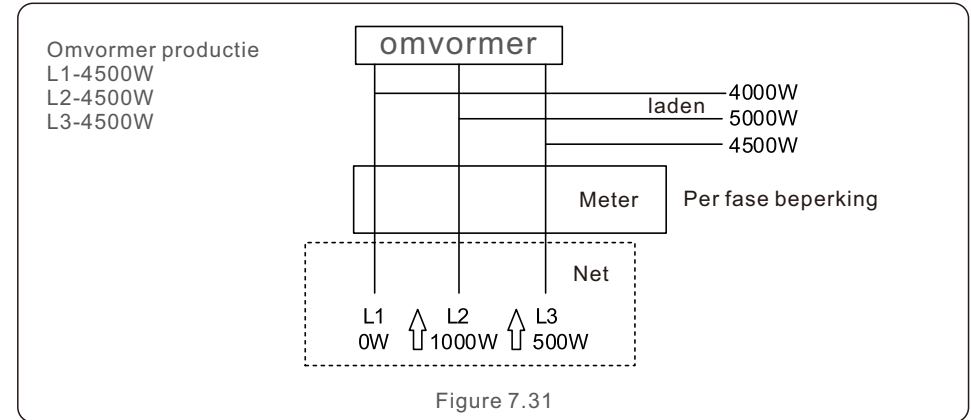 Omvormer productie
L1-4500W
L2-4500W
L3-4500W
omvormer
4000W
laden
5000W
4500W
Meter
Per fase beperking
Net
L1 L2 L3
0W 1000W 500W
Figure 7.31